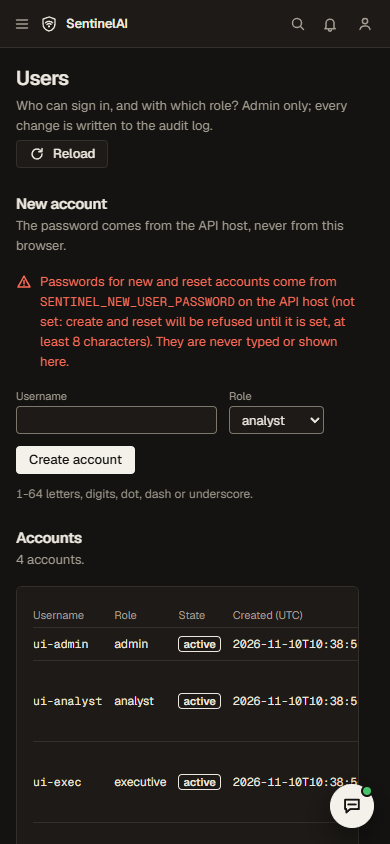 SentinelAI
Users
Who can sign in, and with which role? Admin only; every
change is written to the audit log.
Reload
New account
The password comes from the API host, never from this
browser.
Passwords for new and reset accounts come from
SENTINEL_NEW_USER_PASSWORD on the API host (not
set: create and reset will be refused until it is set, at
least 8 characters). They are never typed or shown
here.
Username Role
analyst
Create account
1-64 letters, digits, dot, dash or underscore.
Accounts
4 accounts.
Username Role State Created (UTC)
ui-admin admin active 2026-11-10T10:38:5
ui-analyst analyst active 2026-11-10T10:38:5
ui-exec executive active 2026-11-10T10:38:5